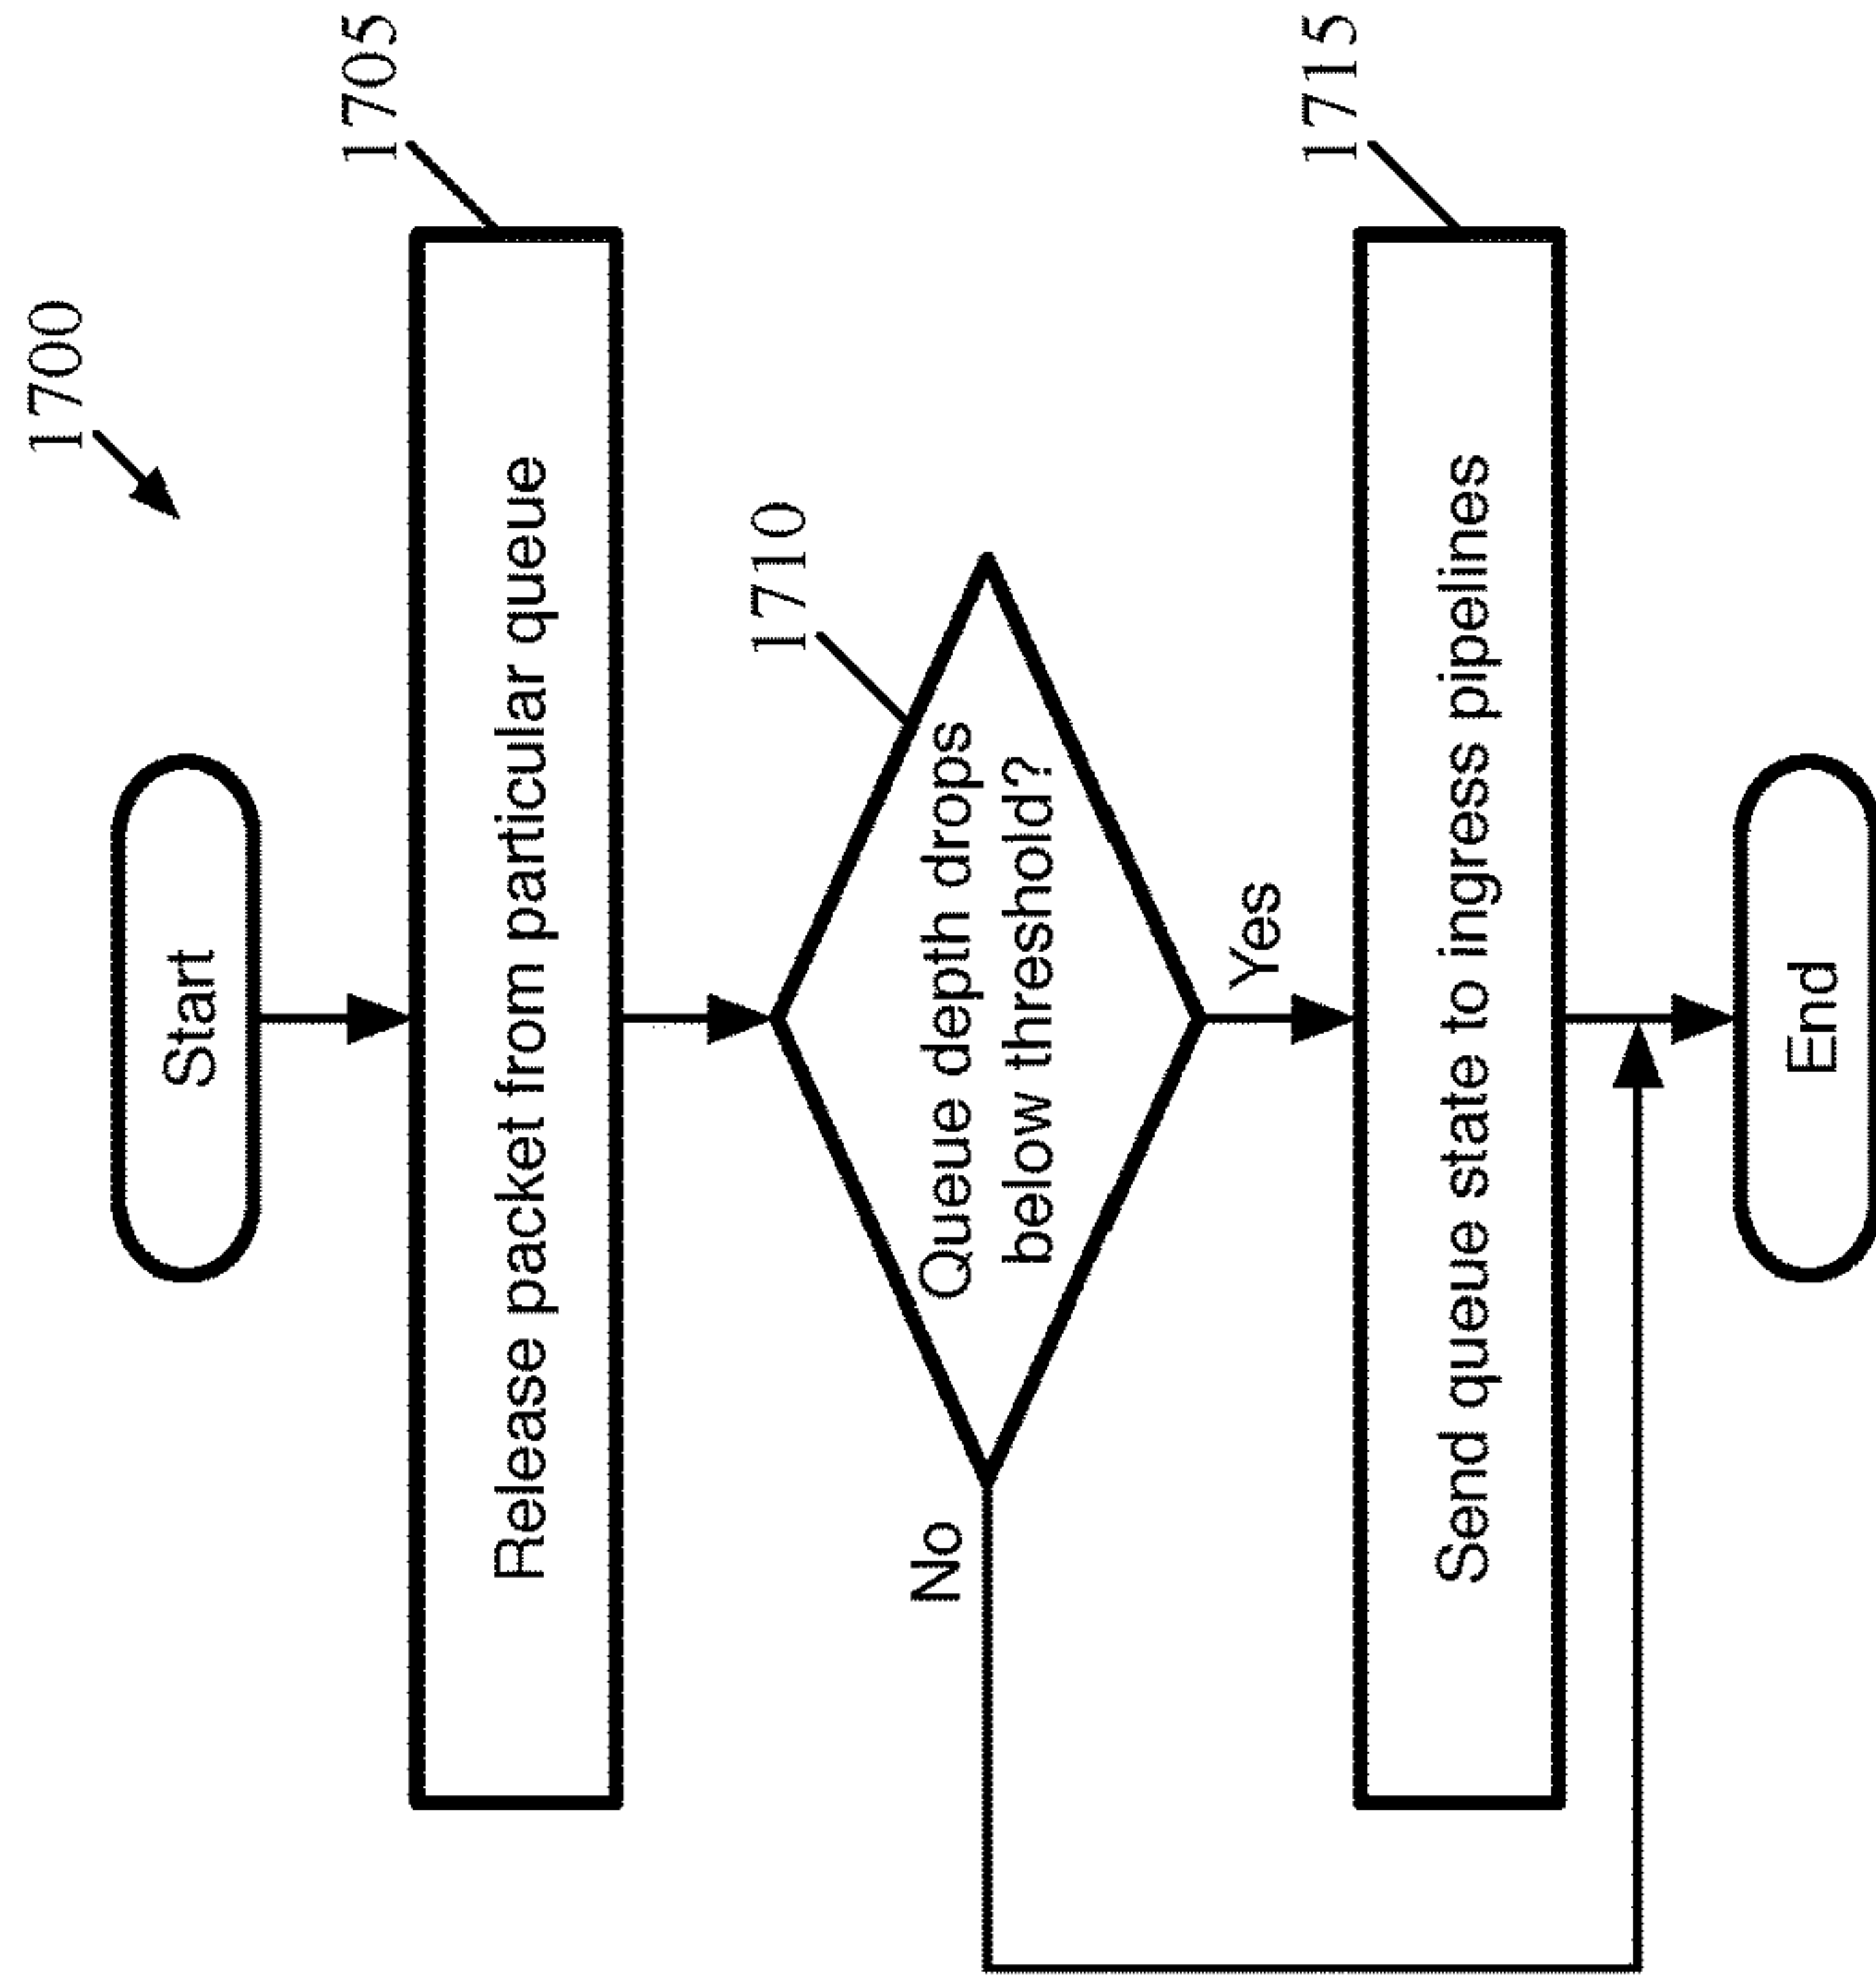 1700
Start
1705
Release packet from particular queue
1710
Queue depth drops
below threshold?
No
Yes
1715
Send queue state to ingress pipelines
End